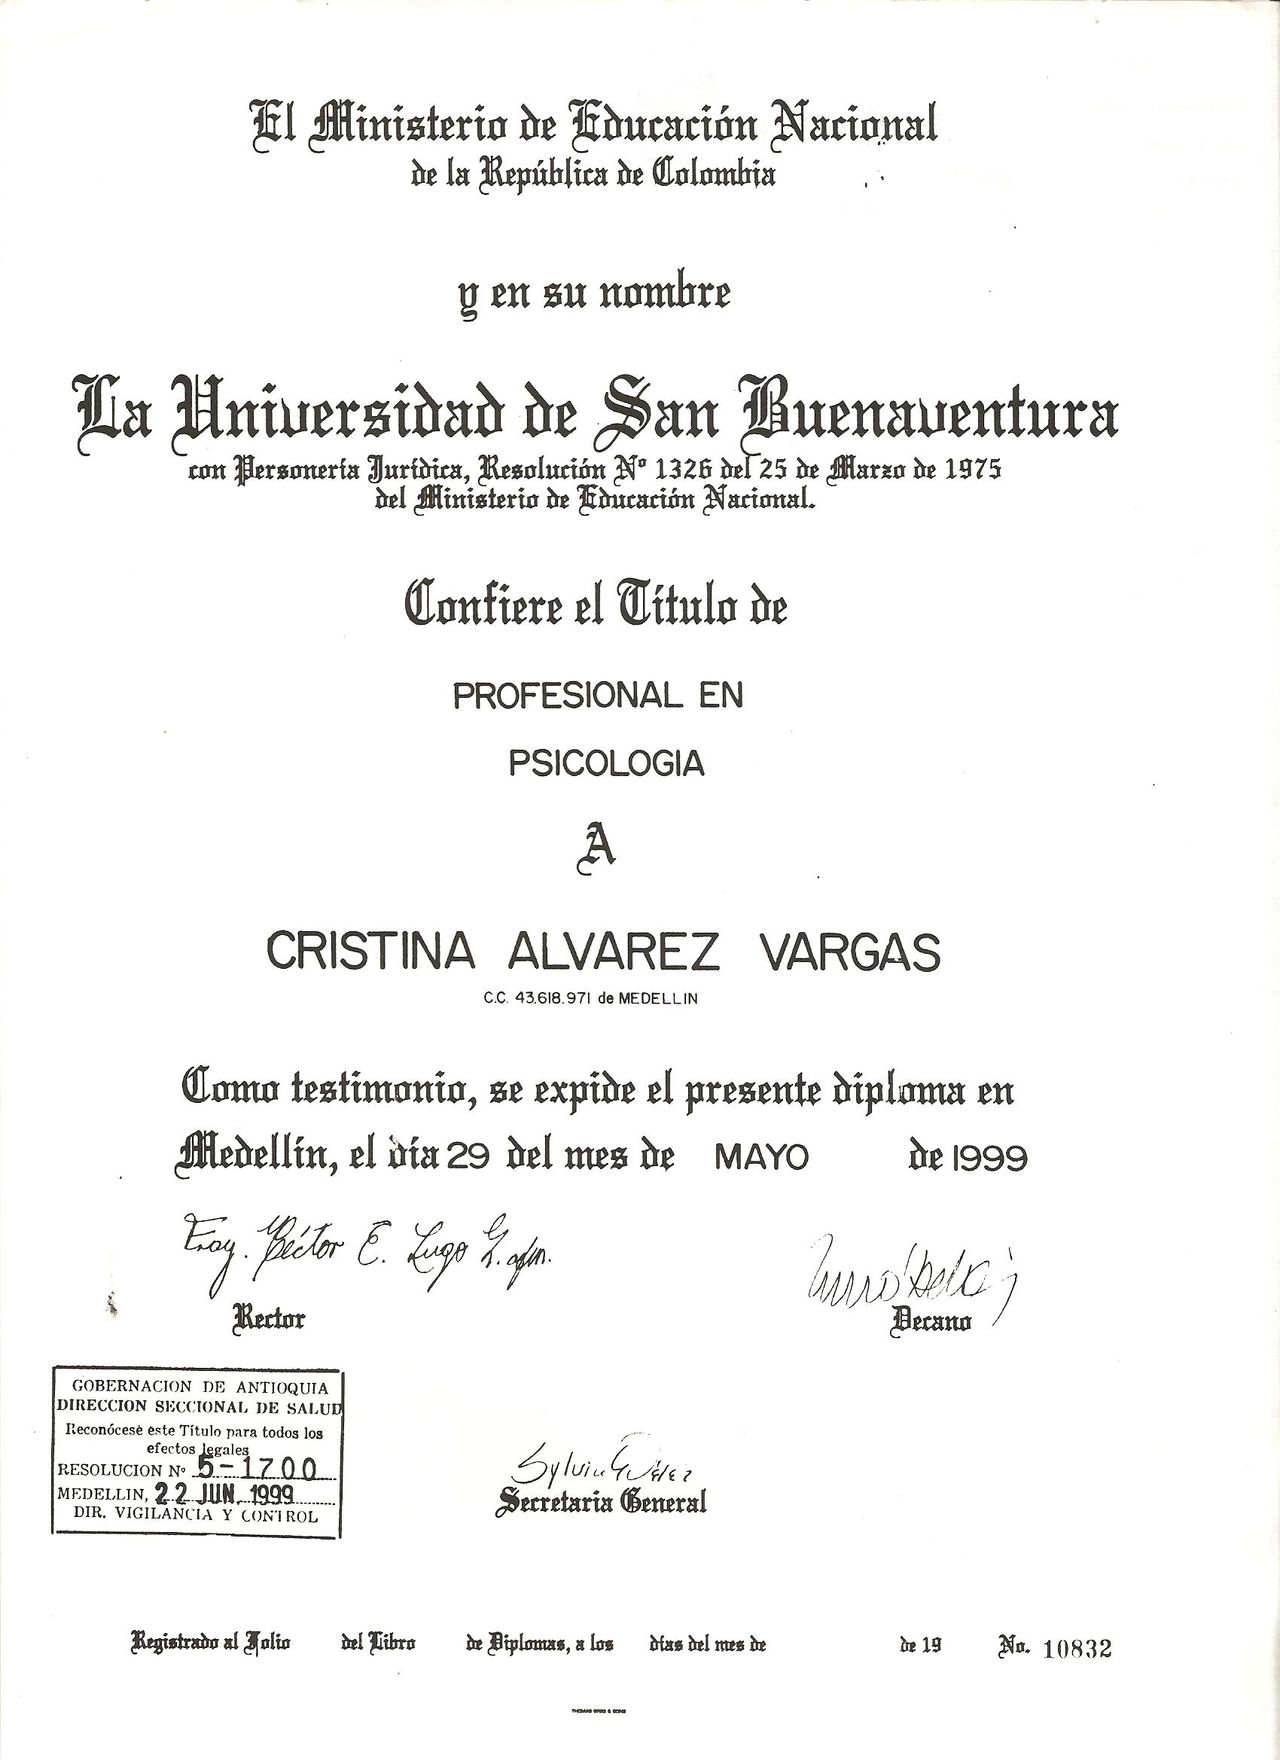 El Ministerio de Educación Nacional
de la República de Colombia
y en su nombre
La Universidad de San Buenaventura
con Personería Jurídica, Resolución Nº 1326 del 25 de Marzo de 1975
del Ministerio de Educación Nacional.
Confiere el Título de
PROFESIONAL EN
PSICOLOGIA
A
CRISTINA ALVAREZ VARGAS
C.C. 43.618.971 de MEDELLIN
Como testimonio, se expide el presente diploma en
Medellín, el día 29 del mes de MAYO de 1999
Fray. Héctor E. Lugo G. ofm.
Rector
Decano
GOBERNACION DE ANTIOQUIA
DIRECCION SECCIONAL DE SALUD
Reconócese este Título para todos los
efectos legales
RESOLUCION Nº 5-1700
MEDELLIN, 22 JUN. 1999
DIR. VIGILANCIA Y CONTROL
Secretaria General
Registrado al Folio del Libro de Diplomas, a los días del mes de de 19 No. 10832